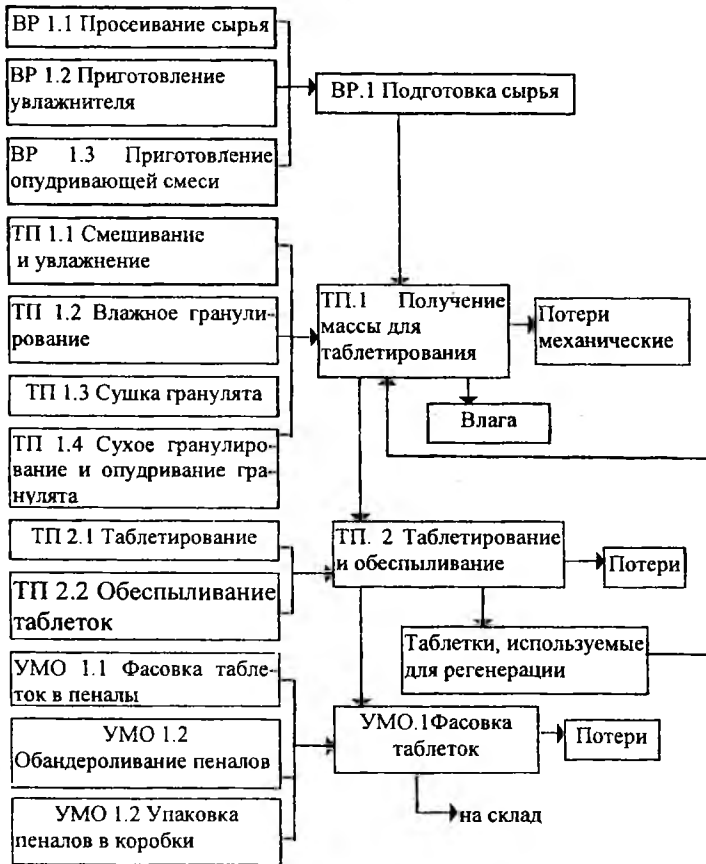 ВР 1.1 Просеивание сырья
ВР 1.2 Приготовление
увлажнителя
ВР 1.3 Приготовление
опудривающей смеси
ВР.1 Подготовка сырья
ТП 1.1 Смешивание
и увлажнение
ТП 1.2 Влажное гранули-
рование
ТП 1.3 Сушка гранулята
ТП 1.4 Сухое гранулиро-
вание и опудривание гра-
нулята
ТП.1 Получение
массы для
таблетирования
Потери
механические
Влага
ТП 2.1 Таблетирование
ТП 2.2 Обеспыливание
таблеток
ТП. 2 Таблетирование
и обеспыливание
Потери
Таблетки, используемые
для регенерации
УМО 1.1 Фасовка табле-
ток в пеналы
УМО 1.2
Обандероливание пеналов
УМО 1.2 Упаковка
пеналов в коробки
УМО.1Фасовка
таблеток
Потери
на склад